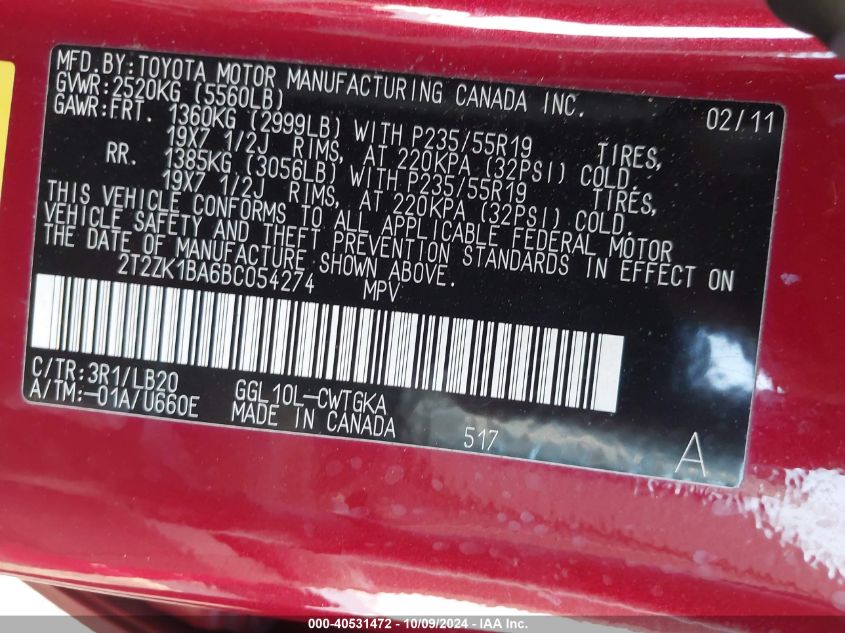 MFD.BY:TOYOTA MOTOR MANUFACTURING CANADA INC. 02/11
GVWR:2520KG (5560LB)
GAWR:FRT. 1360KG (2999LB) WITH P235/55R19 TIRES,
19X7 1/2J RIMS, AT 220KPA (32PSI) COLD.
RR. 1385KG (3056LB) WITH P235/55R19 TIRES,
19X7 1/2J RIMS, AT 220KPA (32PSI) COLD.
THIS VEHICLE CONFORMS TO ALL APPLICABLE FEDERAL MOTOR
VEHICLE SAFETY AND THEFT PREVENTION STANDARDS IN EFFECT ON
THE DATE OF MANUFACTURE SHOWN ABOVE.
2T2ZK1BA6BC054274 MPV
C/TR:3R1/LB20 GGL10L-CWTGKA
A/TM:-01A/U660E MADE IN CANADA 517 A
000-40531472 - 10/09/2024 - IAA Inc.